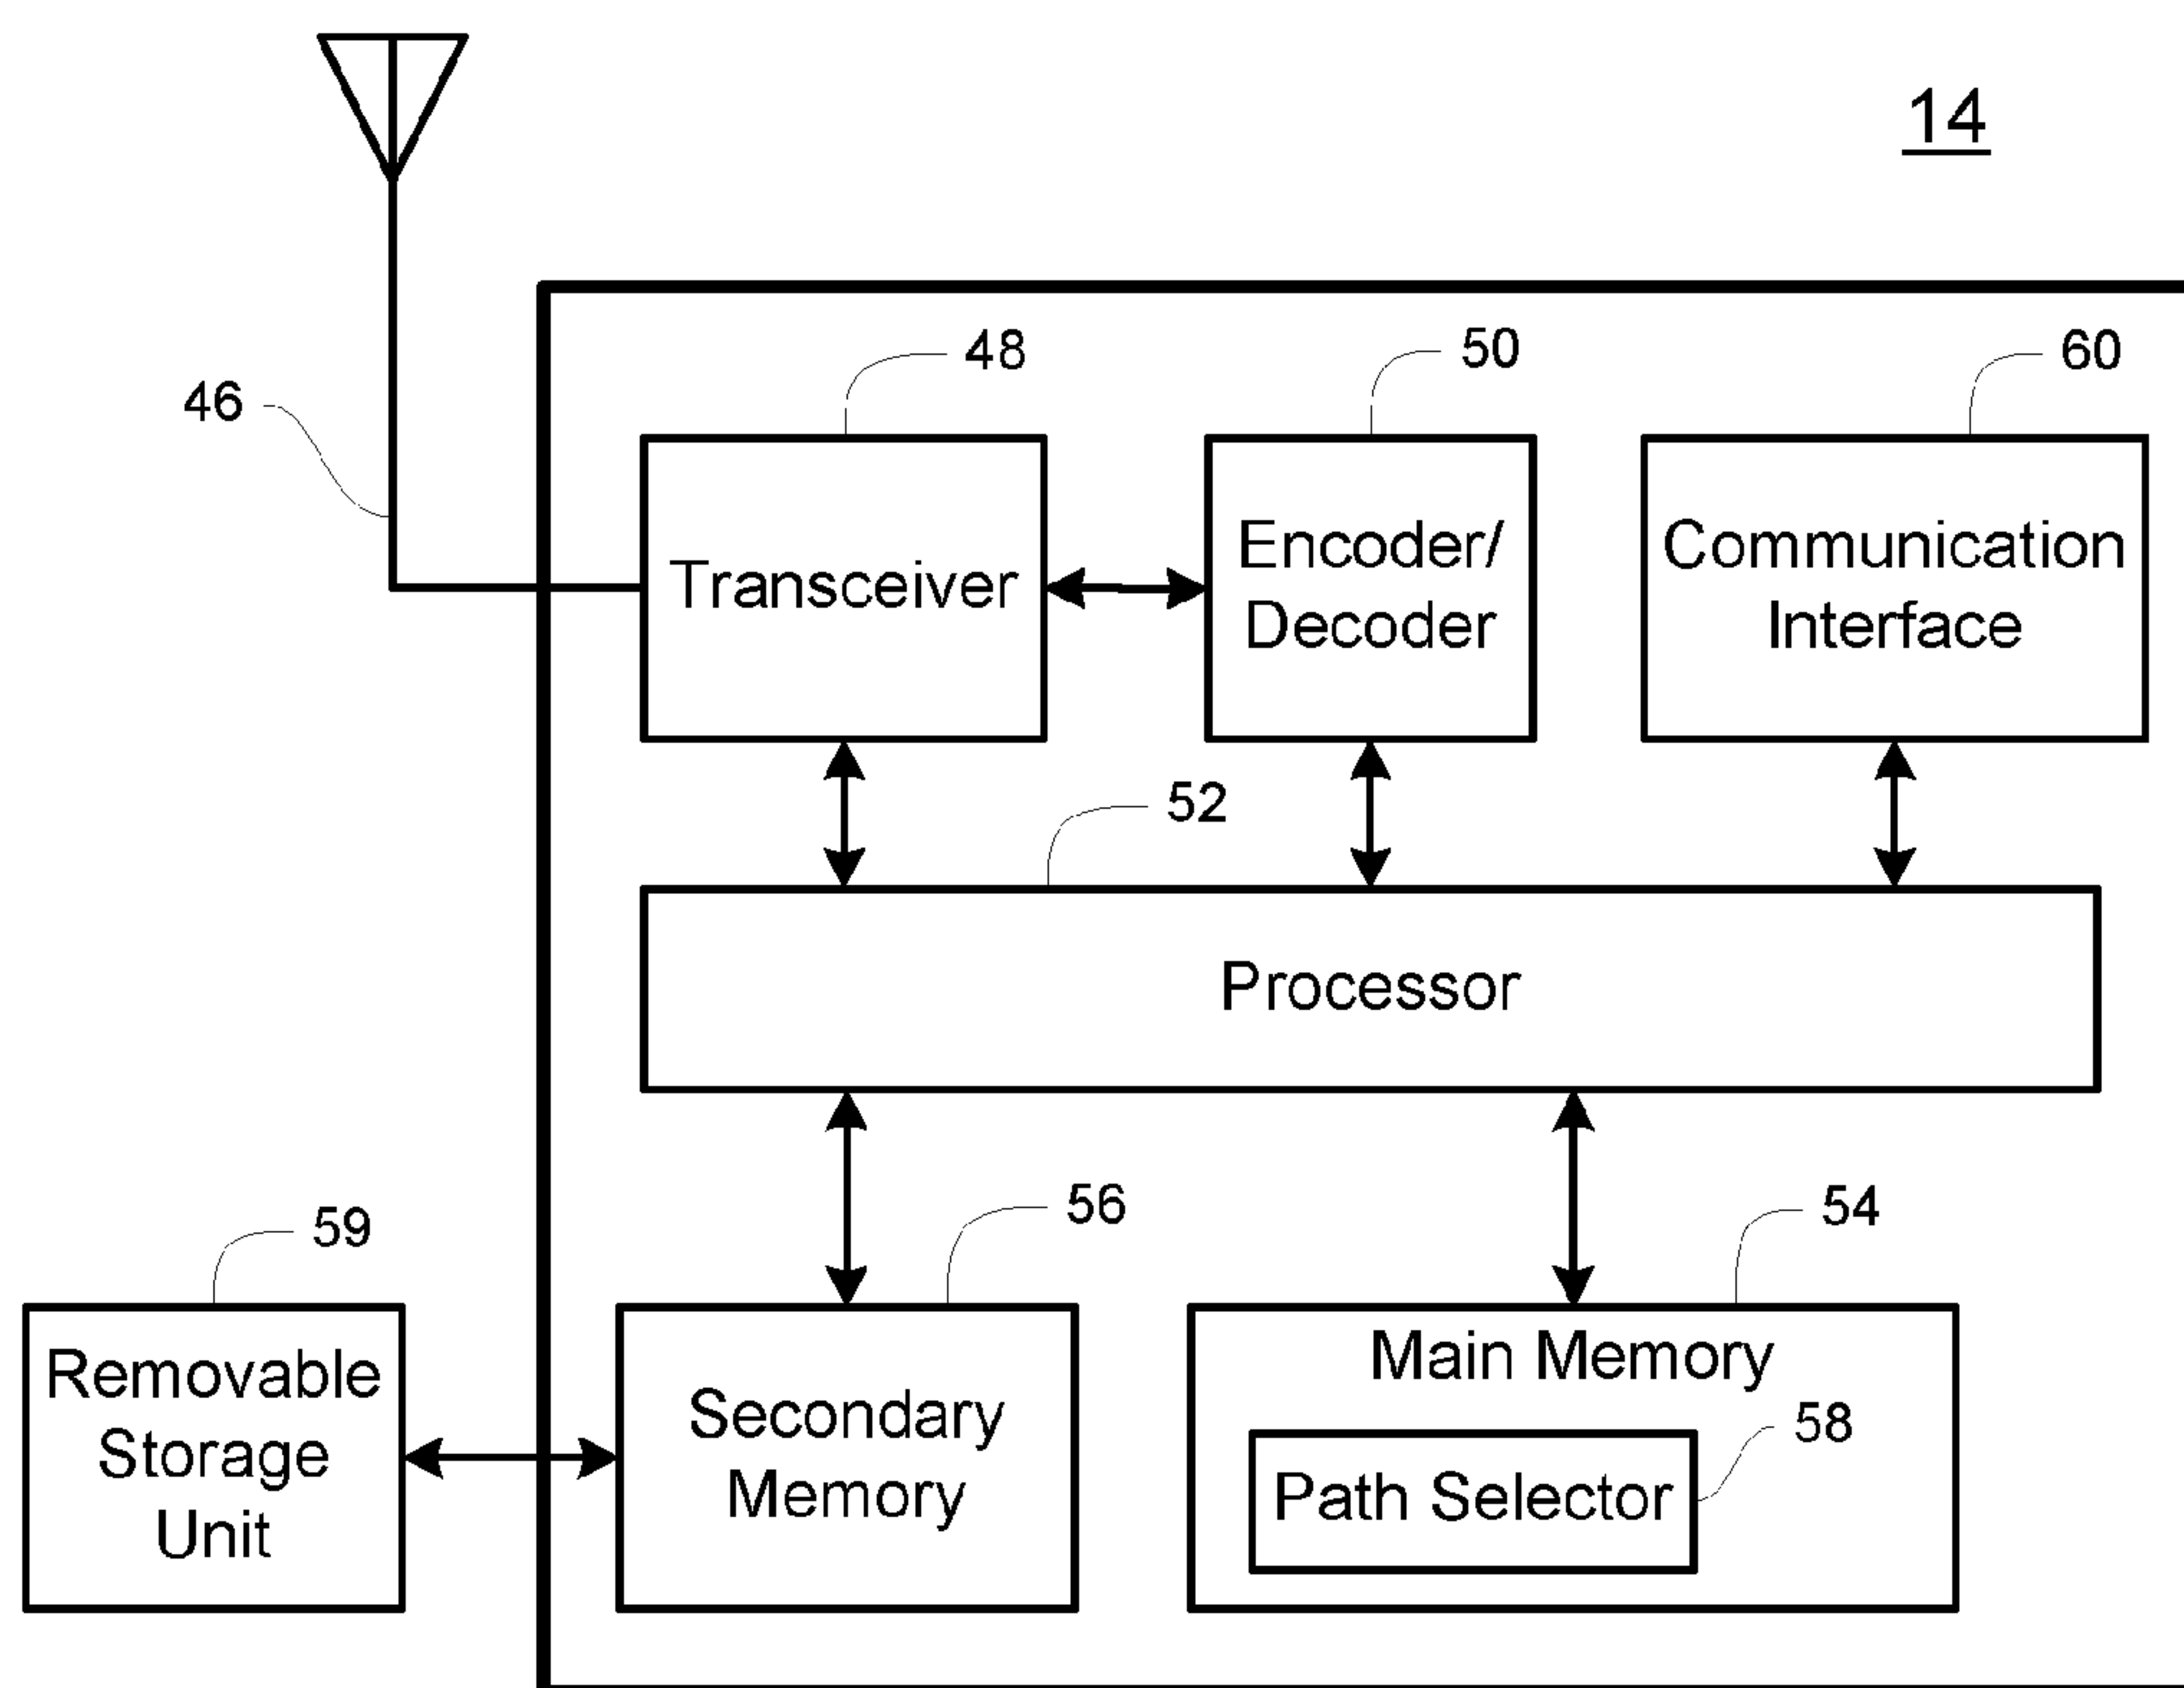 14
46
48
50
60
Transceiver
Encoder/
Decoder
Communication
Interface
52
Processor
59
56
54
Removable
Storage
Unit
Secondary
Memory
Main Memory
58
Path Selector